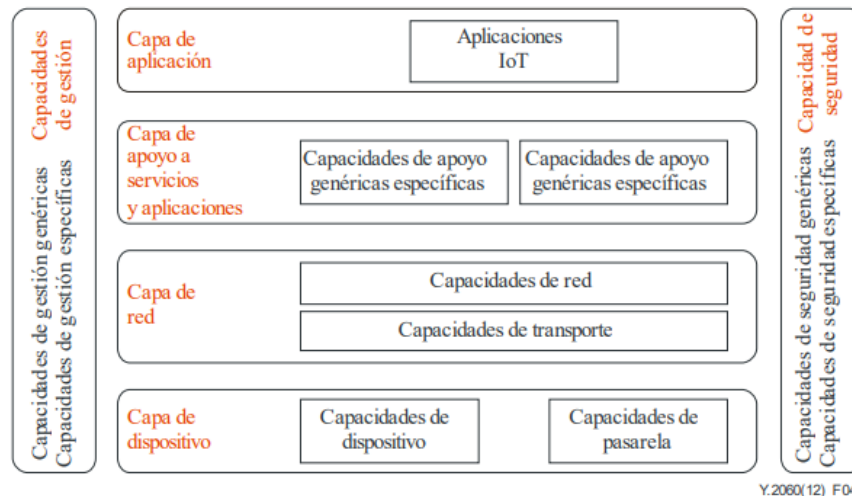 Capacidades
de gestión
Capacidades de gestión genéricas
Capacidades de gestión específicas
Capa de
aplicación
Aplicaciones
IoT
Capa de
apoyo a
servicios
y aplicaciones
Capacidades de apoyo
genéricas específicas
Capacidades de apoyo
genéricas específicas
Capa de
red
Capacidades de red
Capacidades de transporte
Capa de
dispositivo
Capacidades de
dispositivo
Capacidades de
pasarela
Capacidad de
seguridad
Capacidades de seguridad genéricas
Capacidades de seguridad específicas
Y.2060(12)_F04